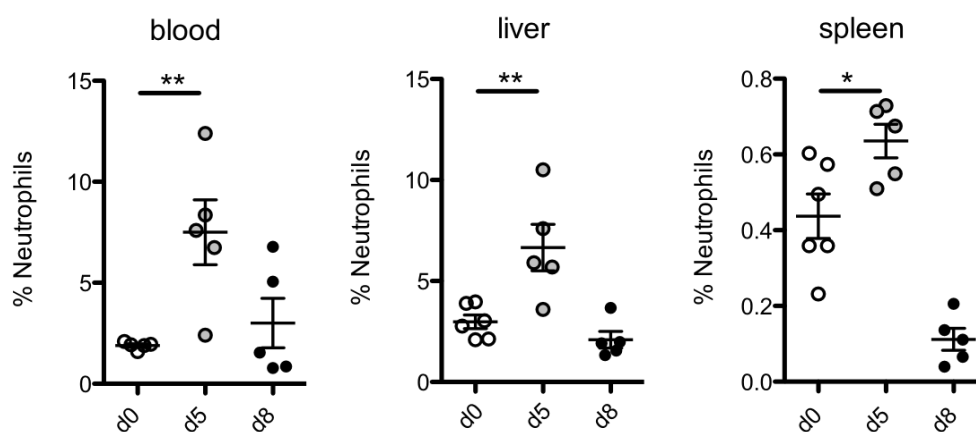 blood
% Neutrophils
15
10
5
0
**
d0
d5
d8
liver
% Neutrophils
15
10
5
0
**
d0
d5
d8
spleen
% Neutrophils
0.8
0.6
0.4
0.2
0.0
*
d0
d5
d8